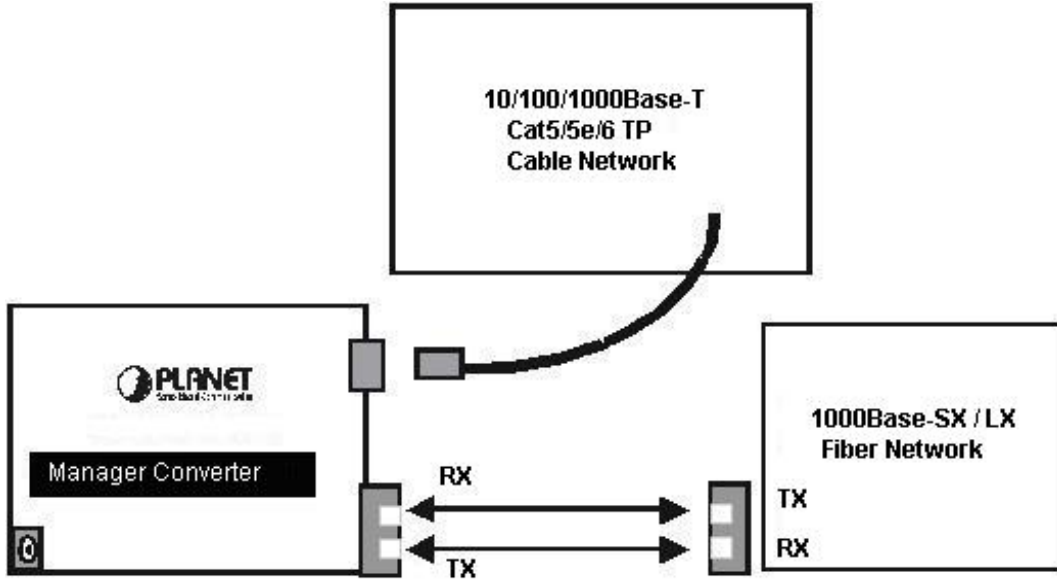 10/100/1000Base-T
Cat5/5e/6 TP
Cable Network
PLANET
Manager Converter
1000Base-SX / LX
Fiber Network
RX
TX
TX
RX